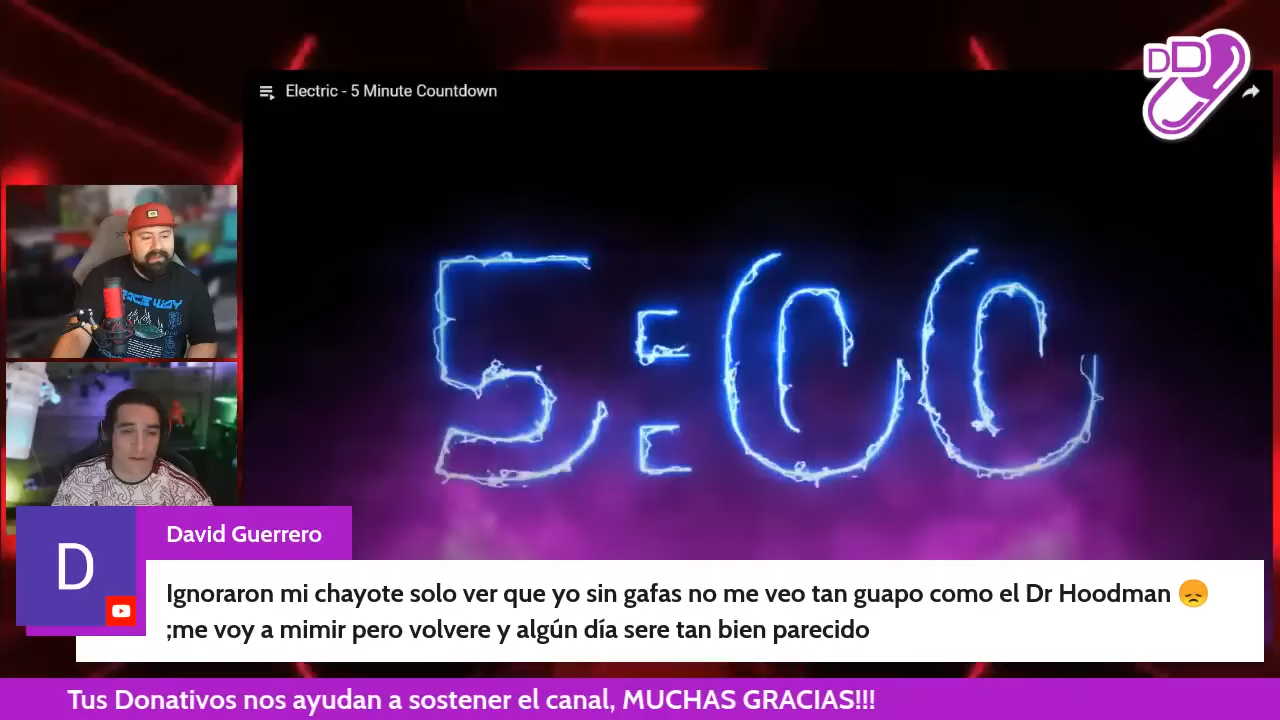 Electric - 5 Minute Countdown
DD
5:00
David Guerrero
D
Ignoraron mi chayote solo ver que yo sin gafas no me veo tan guapo como el Dr Hoodman 😞
;me voy a mimir pero volvere y algún día sere tan bien parecido
Tus Donativos nos ayudan a sostener el canal, MUCHAS GRACIAS!!!